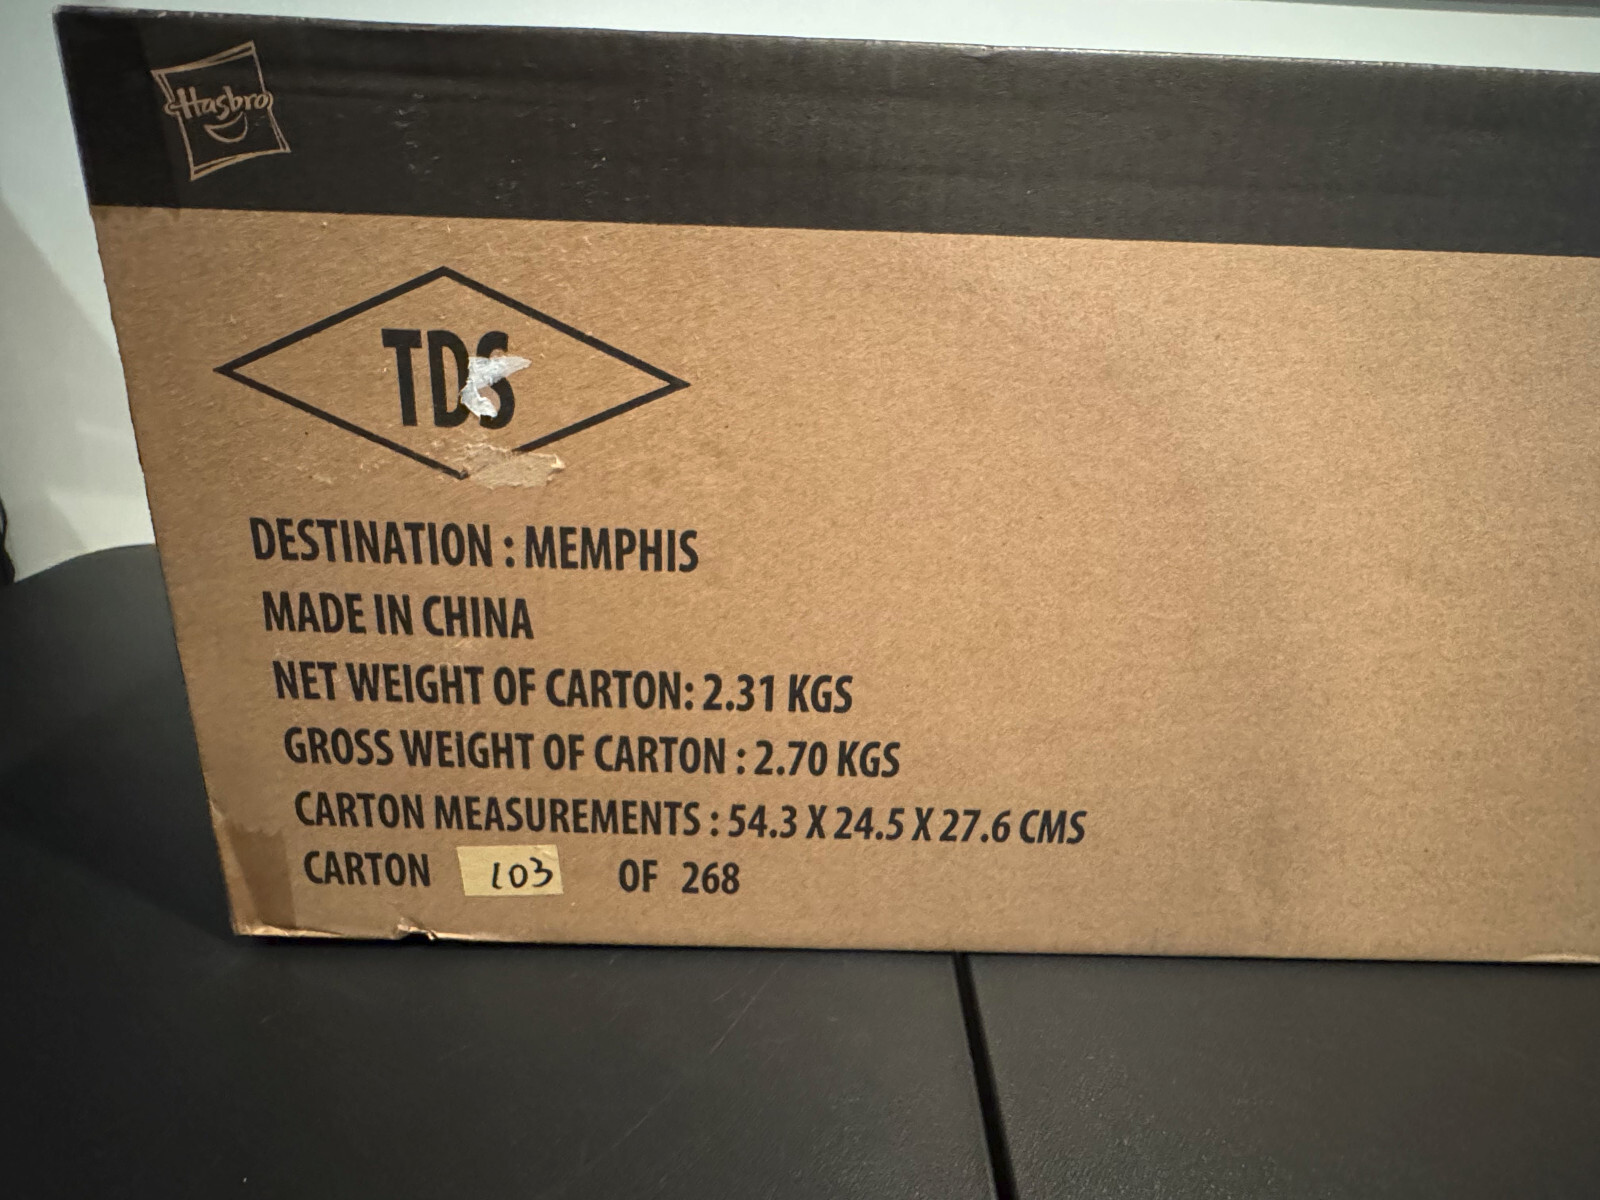 Hasbro
TDS
DESTINATION : MEMPHIS
MADE IN CHINA
NET WEIGHT OF CARTON: 2.31 KGS
GROSS WEIGHT OF CARTON : 2.70 KGS
CARTON MEASUREMENTS : 54.3 X 24.5 X 27.6 CMS
CARTON 103 OF 268